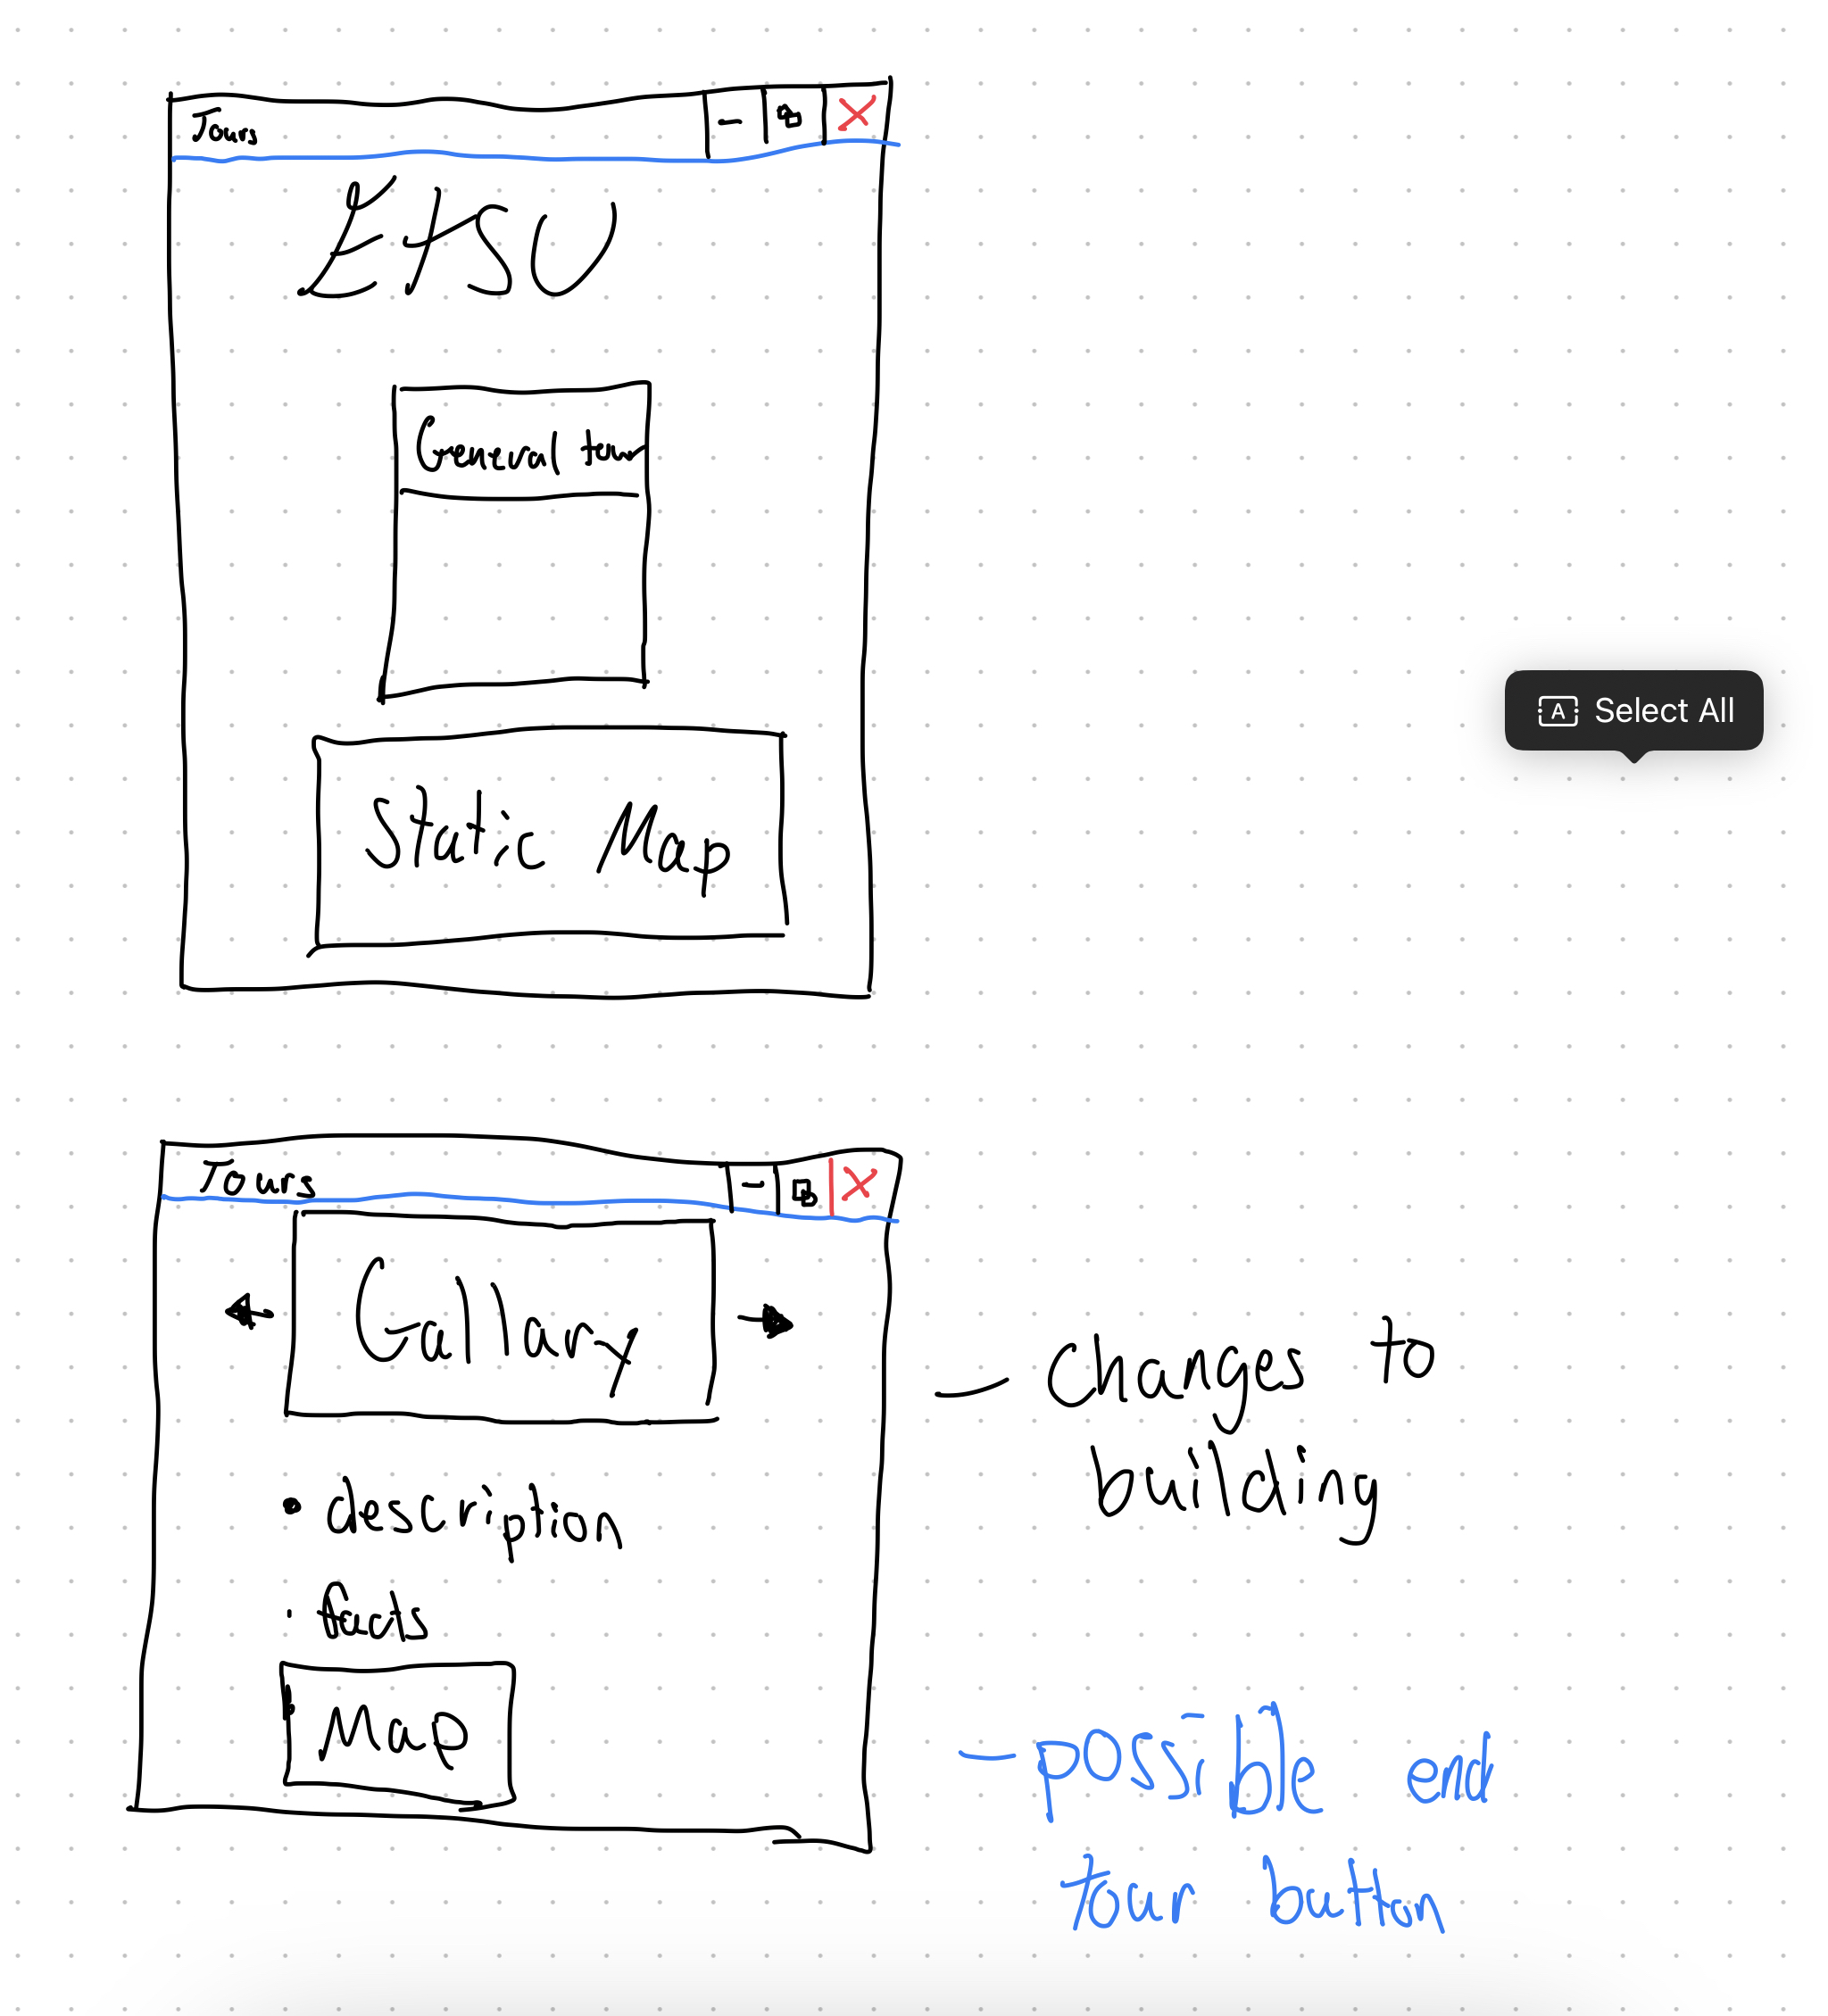 Tours
ETSU
General tour
Static Map
Select All
Tours
Gallary
changes to
building
• description
• facts
Map
- possible end
tour button